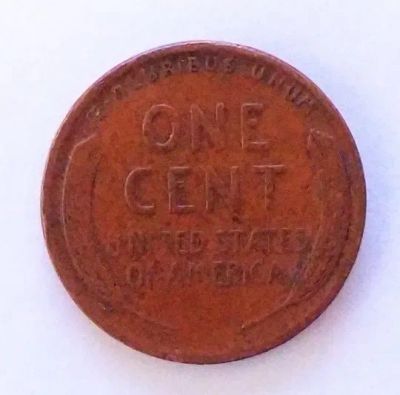 E·PLURIBUS·UNUM
ONE
CENT
UNITED STATES
OF AMERICA